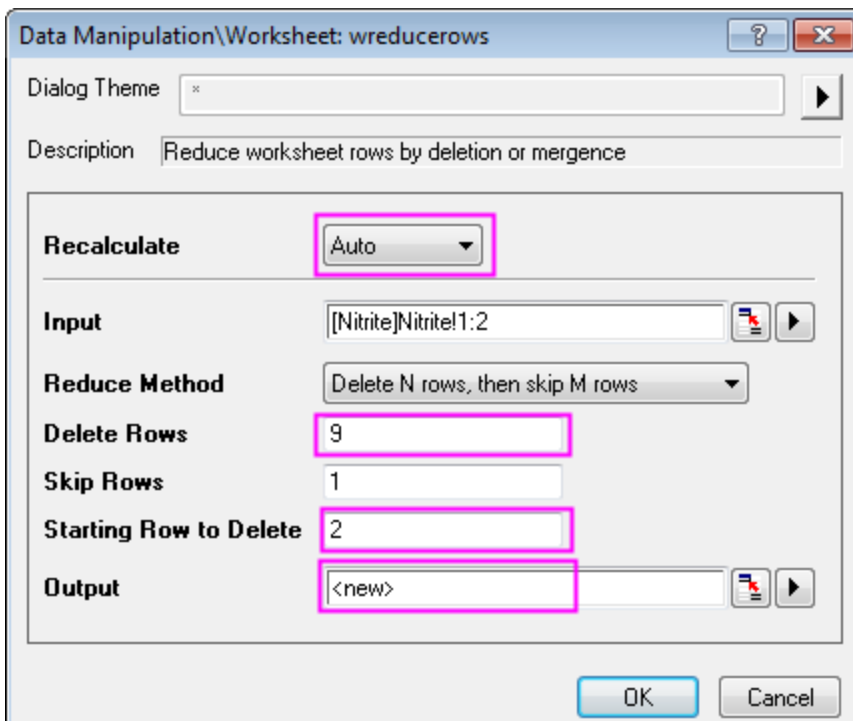 Data Manipulation\Worksheet: wreducerows
Dialog Theme *
Description Reduce worksheet rows by deletion or mergence
Recalculate Auto
Input [Nitrite]Nitrite!1:2
Reduce Method Delete N rows, then skip M rows
Delete Rows 9
Skip Rows 1
Starting Row to Delete 2
Output <new>
OK Cancel